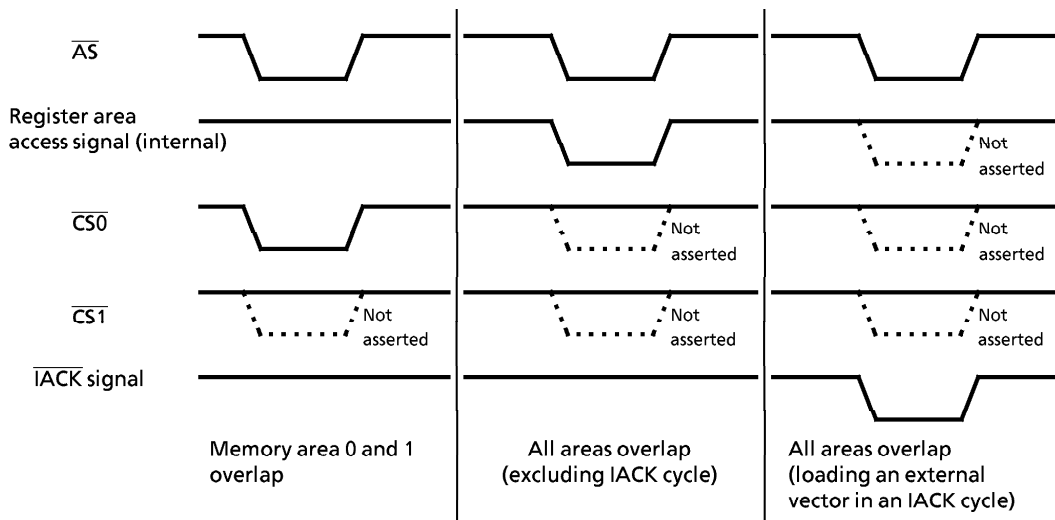 AS
Register area
access signal (internal)
Not
asserted
CS0
Not
asserted
Not
asserted
CS1
Not
asserted
Not
asserted
Not
asserted
IACK signal
Memory area 0 and 1
overlap
All areas overlap
(excluding IACK cycle)
All areas overlap
(loading an external
vector in an IACK cycle)